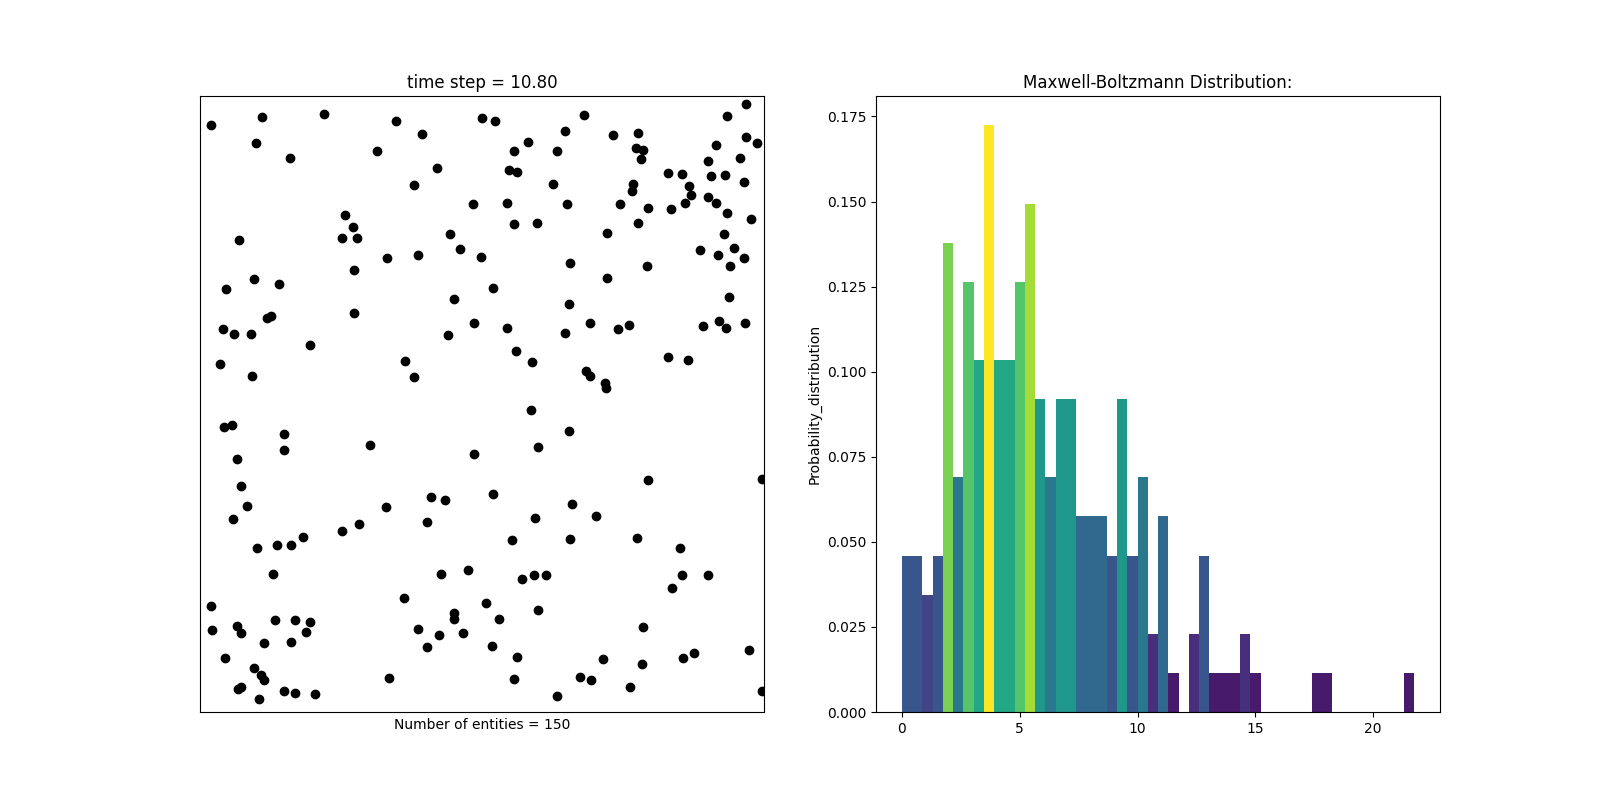 time step = 10.80
Number of entities = 150
Maxwell-Boltzmann Distribution:
Probability_distribution
0.175
0.150
0.125
0.100
0.075
0.050
0.025
0.000
0 5 10 15 20